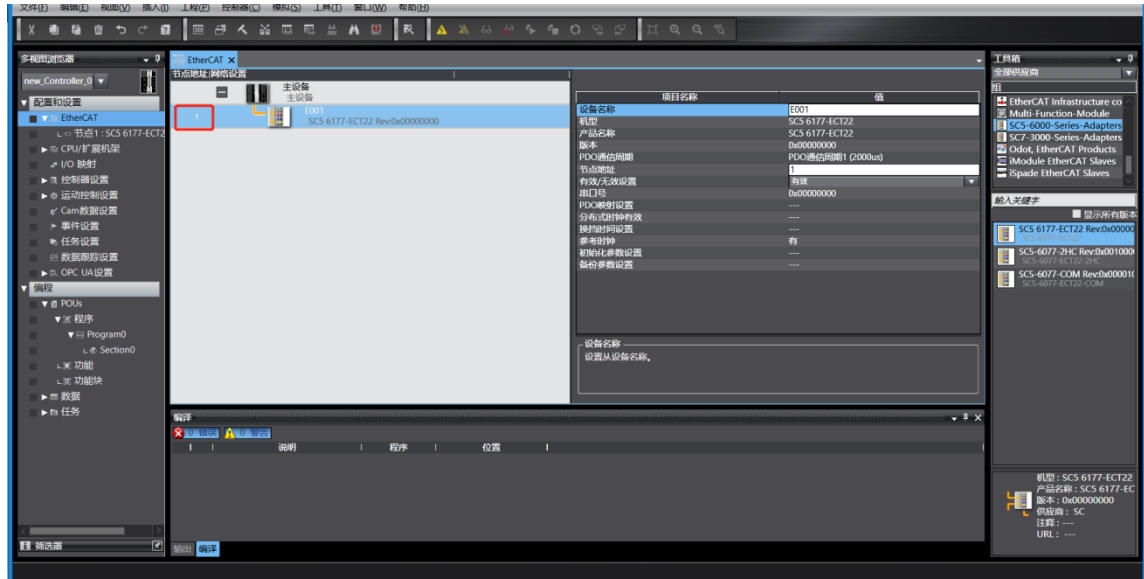 文件(F) 编辑(E) 视图(V) 插入(I) 工程(P) 控制器(C) 模拟(S) 工具(T) 窗口(W) 帮助(H)
多视图浏览器
new_Controller_0
配置和设置
EtherCAT
节点1 : SC5 6177-ECT2
CPU/扩展机架
I/O 映射
控制器设置
运动控制设置
Cam数据设置
事件设置
任务设置
数据跟踪设置
OPC UA设置
编程
POUs
程序
Program0
Section0
功能
功能块
数据
任务
筛选器
EtherCAT
节点地址|网络设置
主设备
主设备
1
E001
SC5 6177-ECT22 Rev:0x00000000
项目名称 值
设备名称 E001
机型 SC5 6177-ECT22
产品名称 SC5 6177-ECT22
版本 0x00000000
PDO通信周期 PDO通信周期1 (2000us)
节点地址 1
有效/无效设置 有效
串口号 0x00000000
PDO映射设置 ---
分布式时钟有效 ---
换挡时间设置 ---
参考时钟 有
初始化参数设置 ---
备份参数设置 ---
设备名称
设置从设备名称。
编译
0 错误 0 警告
说明 程序 位置
输出 编译
工具箱
全部供应商
组
EtherCAT Infrastructure co
Multi-Function-Module
SC5-6000-Series-Adapters
SC7-3000-Series-Adapters
Odot, EtherCAT Products
iModule EtherCAT Slaves
iSpade EtherCAT Slaves
输入关键字
显示所有版本
SC5 6177-ECT22 Rev:0x00000
SC5 6177-ECT22
SC5-6077-2HC Rev:0x001000
SC5-6077-ECT22-2HC
SC5-6077-COM Rev:0x00010
SC5-6077-ECT22-COM
机型 : SC5 6177-ECT22
产品名称 : SC5 6177-EC
版本 : 0x00000000
供应商 : SC
注释 : ---
URL : ---